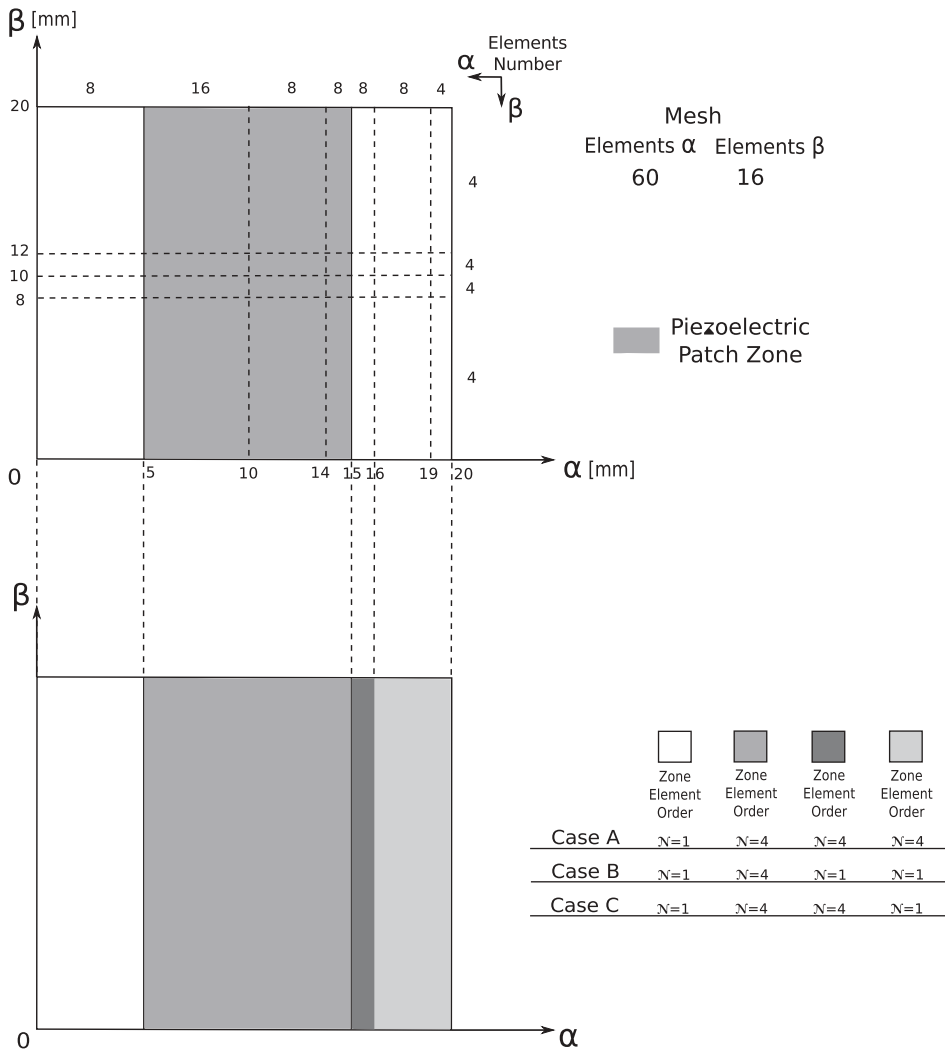 β [mm]
Elements
Number
α
β
8 16 8 8 8 8 4
20
12
10
8
0
4
4
4
4
5 10 14 15 16 19 20
α [mm]
Mesh
Elements α Elements β
60 16
Piezoelectric
Patch Zone
β
0
α
Zone Zone Zone Zone
Element Element Element Element
Order Order Order Order
Case A N=1 N=4 N=4 N=4
Case B N=1 N=4 N=1 N=1
Case C N=1 N=4 N=4 N=1